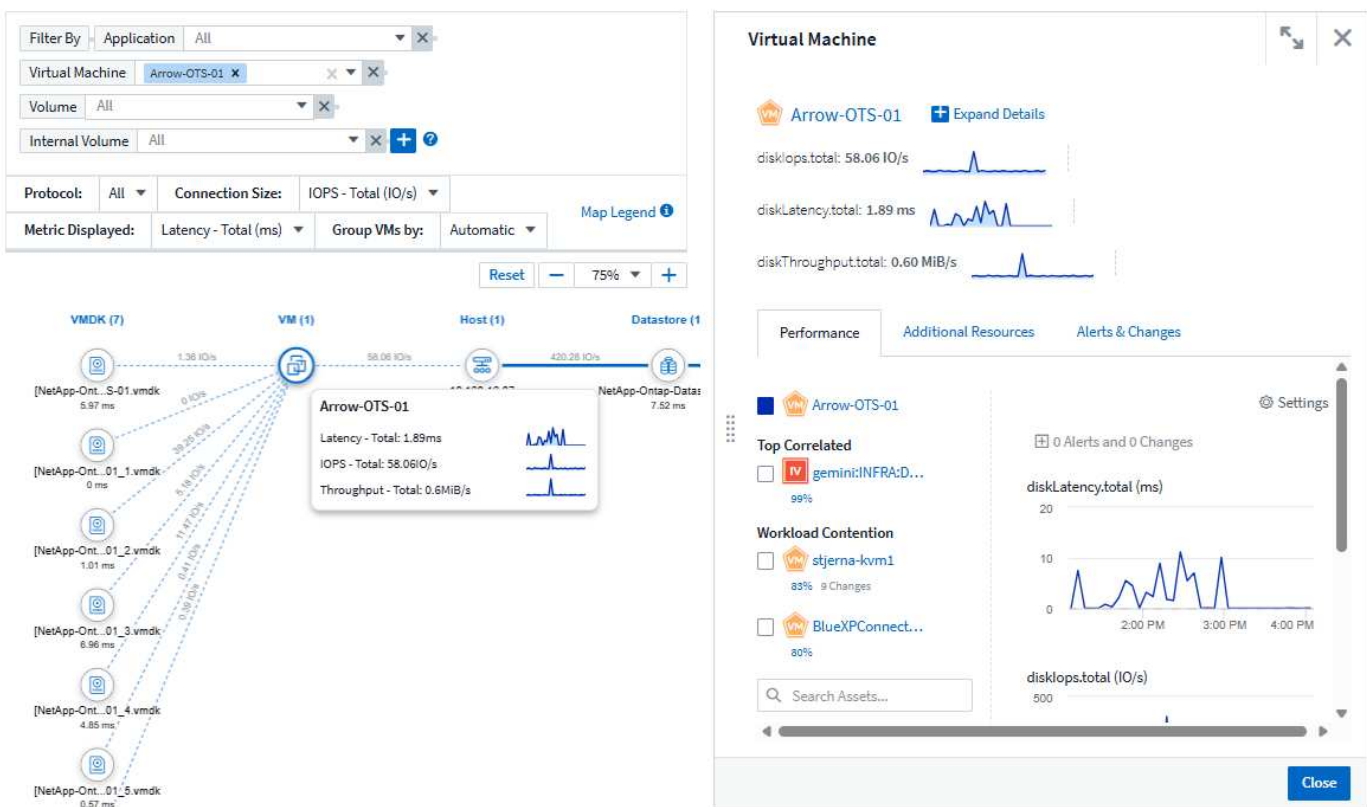 Filter By Application All
Virtual Machine Arrow-OTS-01
Volume All
Internal Volume All
Protocol: All Connection Size: IOPS - Total (IO/s)
Metric Displayed: Latency - Total (ms) Group VMs by: Automatic
Map Legend
Reset 75%
VMDK (7) VM (1) Host (1) Datastore (1
1.36 IO/s 58.06 IO/s 420.28 IO/s
[NetApp-Ont...S-01.vmdk
5.97 ms
NetApp-Ontap-Datas
7.52 ms
0 IO/s
39.25 IO/s
5.18 IO/s
11.47 IO/s
0.41 IO/s
0.39 IO/s
[NetApp-Ont...01_1.vmdk
0 ms
[NetApp-Ont...01_2.vmdk
1.01 ms
[NetApp-Ont...01_3.vmdk
6.96 ms
[NetApp-Ont...01_4.vmdk
4.85 ms
[NetApp-Ont...01_5.vmdk
0.57 ms
Arrow-OTS-01
Latency - Total: 1.89ms
IOPS - Total: 58.06IO/s
Throughput - Total: 0.6MiB/s
Virtual Machine
VM Arrow-OTS-01 Expand Details
diskIops.total: 58.06 IO/s
diskLatency.total: 1.89 ms
diskThroughput.total: 0.60 MiB/s
Performance Additional Resources Alerts & Changes
VM Arrow-OTS-01
Top Correlated
IV gemini:INFRA:D...
99%
Workload Contention
VM stjerna-kvm1
83% 9 Changes
VM BlueXPConnect...
80%
Search Assets...
Settings
0 Alerts and 0 Changes
diskLatency.total (ms)
20
10
0
2:00 PM 3:00 PM 4:00 PM
diskIops.total (IO/s)
500
Close